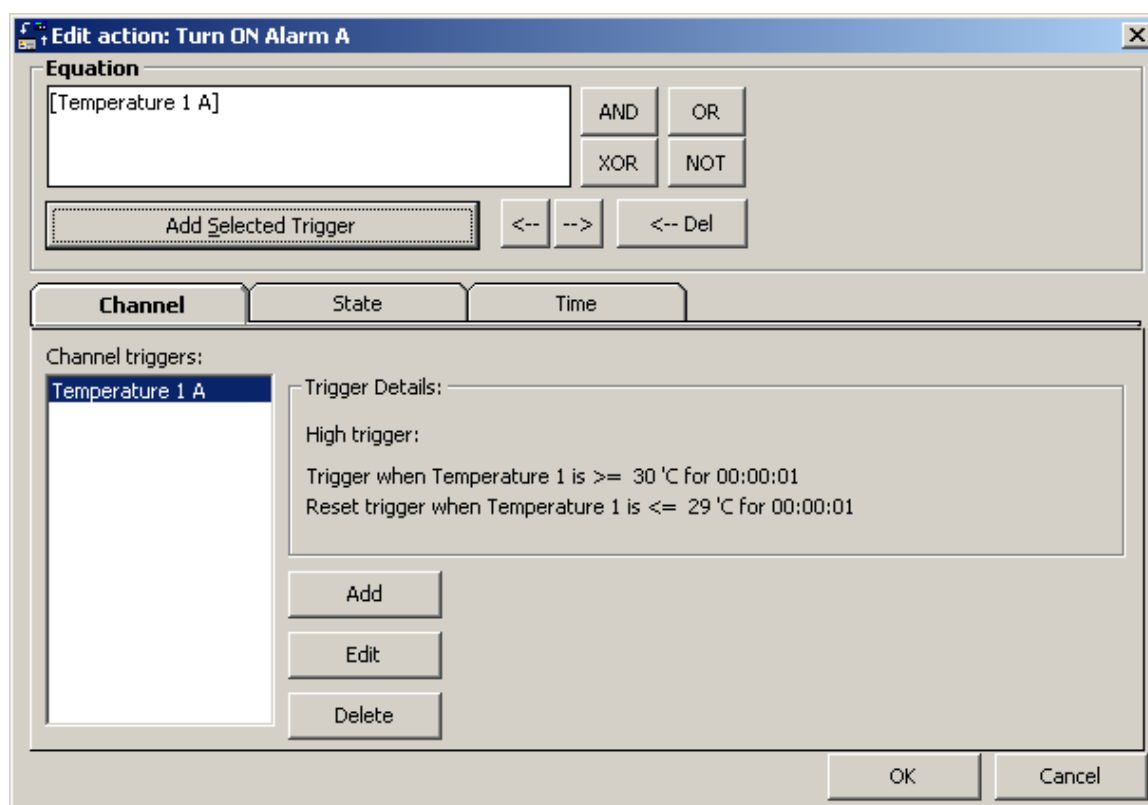 Edit action: Turn ON Alarm A
Equation
[Temperature 1 A]
AND OR
XOR NOT
Add Selected Trigger <-- --> <-- Del
Channel State Time
Channel triggers:
Temperature 1 A
Trigger Details:
High trigger:
Trigger when Temperature 1 is >= 30 'C for 00:00:01
Reset trigger when Temperature 1 is <= 29 'C for 00:00:01
Add
Edit
Delete
OK Cancel